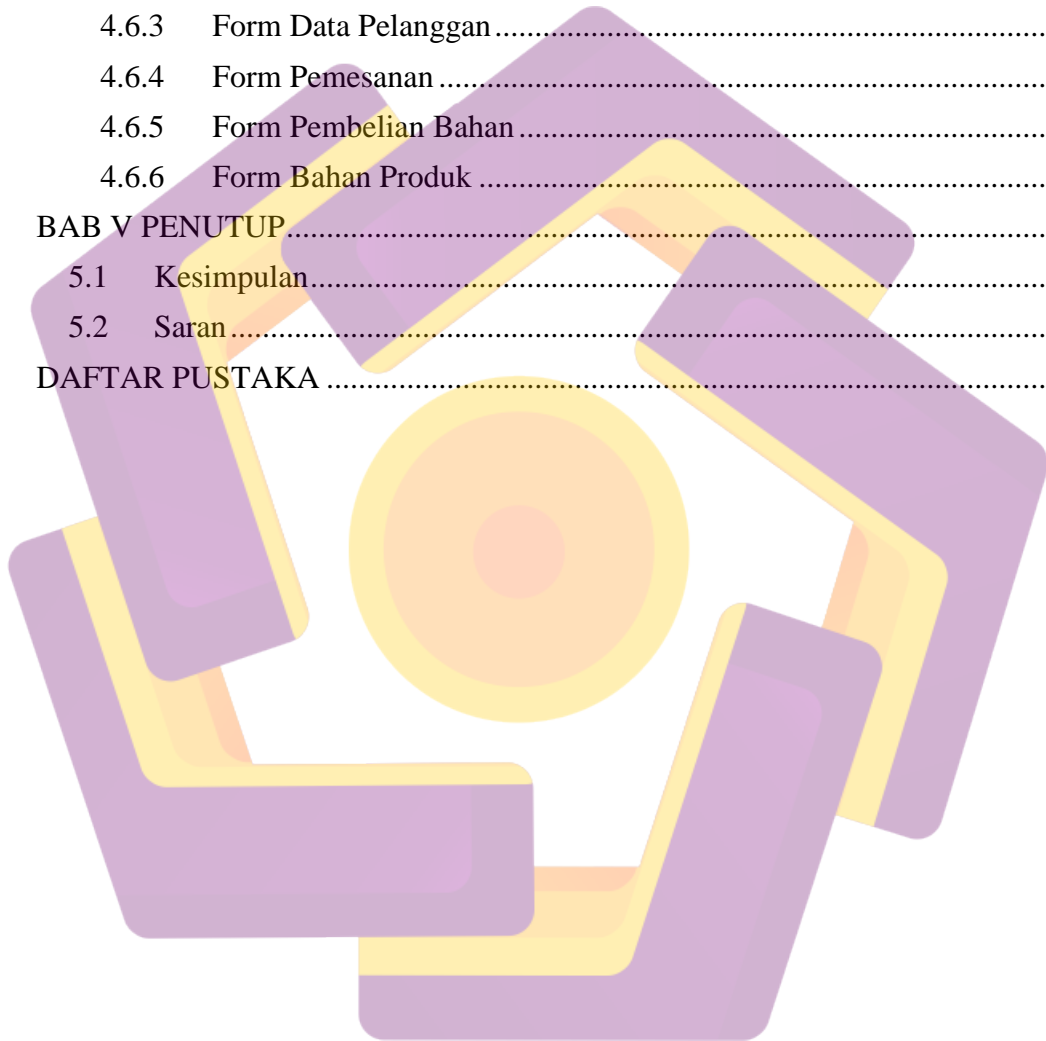 4.6.3 Form Data Pelanggan................................................................
4.6.4 Form Pemesanan.......................................................................
4.6.5 Form Pembelian Bahan.............................................................
4.6.6 Form Bahan Produk..................................................................
BAB V PENUTUP............................................................................................
5.1 Kesimpulan.........................................................................................
5.2 Saran...................................................................................................
DAFTAR PUSTAKA.......................................................................................